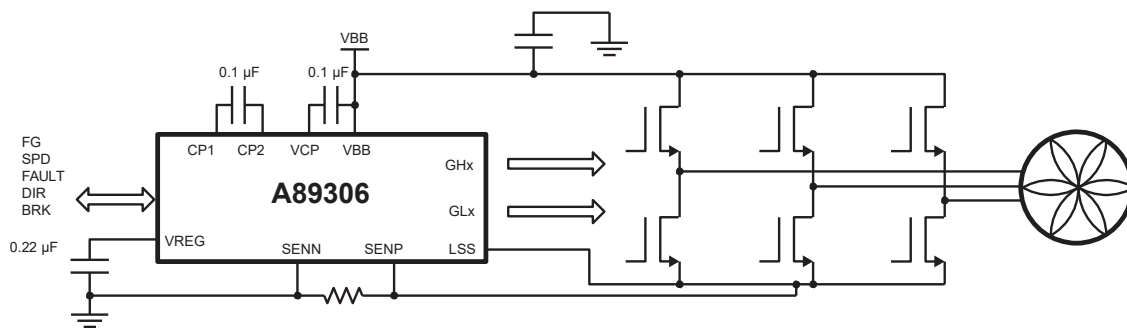 VBB
0.1 µF
0.1 µF
FG
SPD
FAULT
DIR
BRK
CP1
CP2
VCP
VBB
GHx
A89306
GLx
0.22 µF
VREG
SENN
SENP
LSS